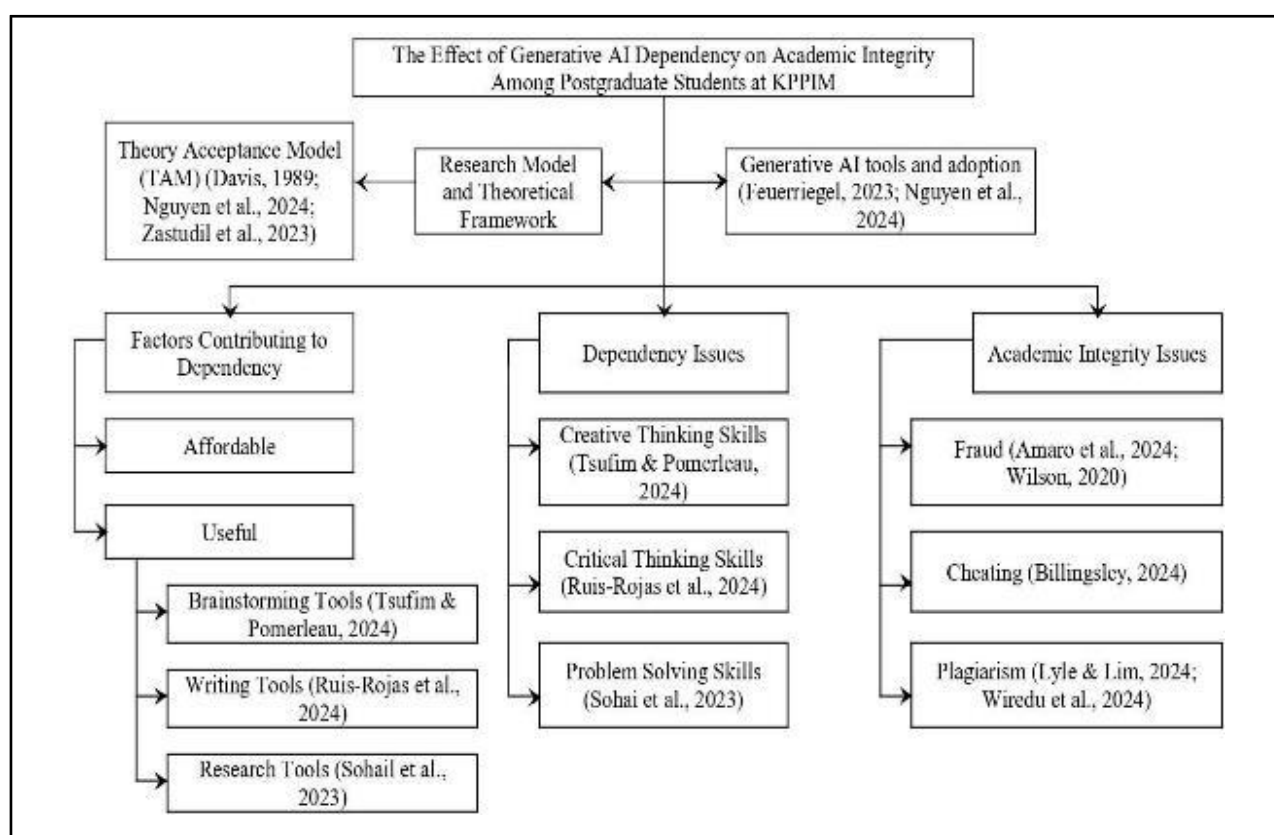 The Effect of Generative AI Dependency on Academic Integrity
Among Postgraduate Students at KPPIM
Theory Acceptance Model
(TAM) (Davis, 1989;
Nguyen et al., 2024;
Zastudil et al., 2023)
Research Model
and Theoretical
Framework
Generative AI tools and adoption
(Feuerriegel, 2023; Nguyen et al.,
2024)
Factors Contributing to
Dependency
Affordable
Useful
Brainstorming Tools (Tsufim &
Pomerleau, 2024)
Writing Tools (Ruis-Rojas et al.,
2024)
Research Tools (Sohail et al.,
2023)
Dependency Issues
Creative Thinking Skills
(Tsufim & Pomerleau,
2024)
Critical Thinking Skills
(Ruis-Rojas et al., 2024)
Problem Solving Skills
(Sohai et al., 2023)
Academic Integrity Issues
Fraud (Amaro et al., 2024;
Wilson, 2020)
Cheating (Billingsley, 2024)
Plagiarism (Lyle & Lim, 2024;
Wiredu et al., 2024)